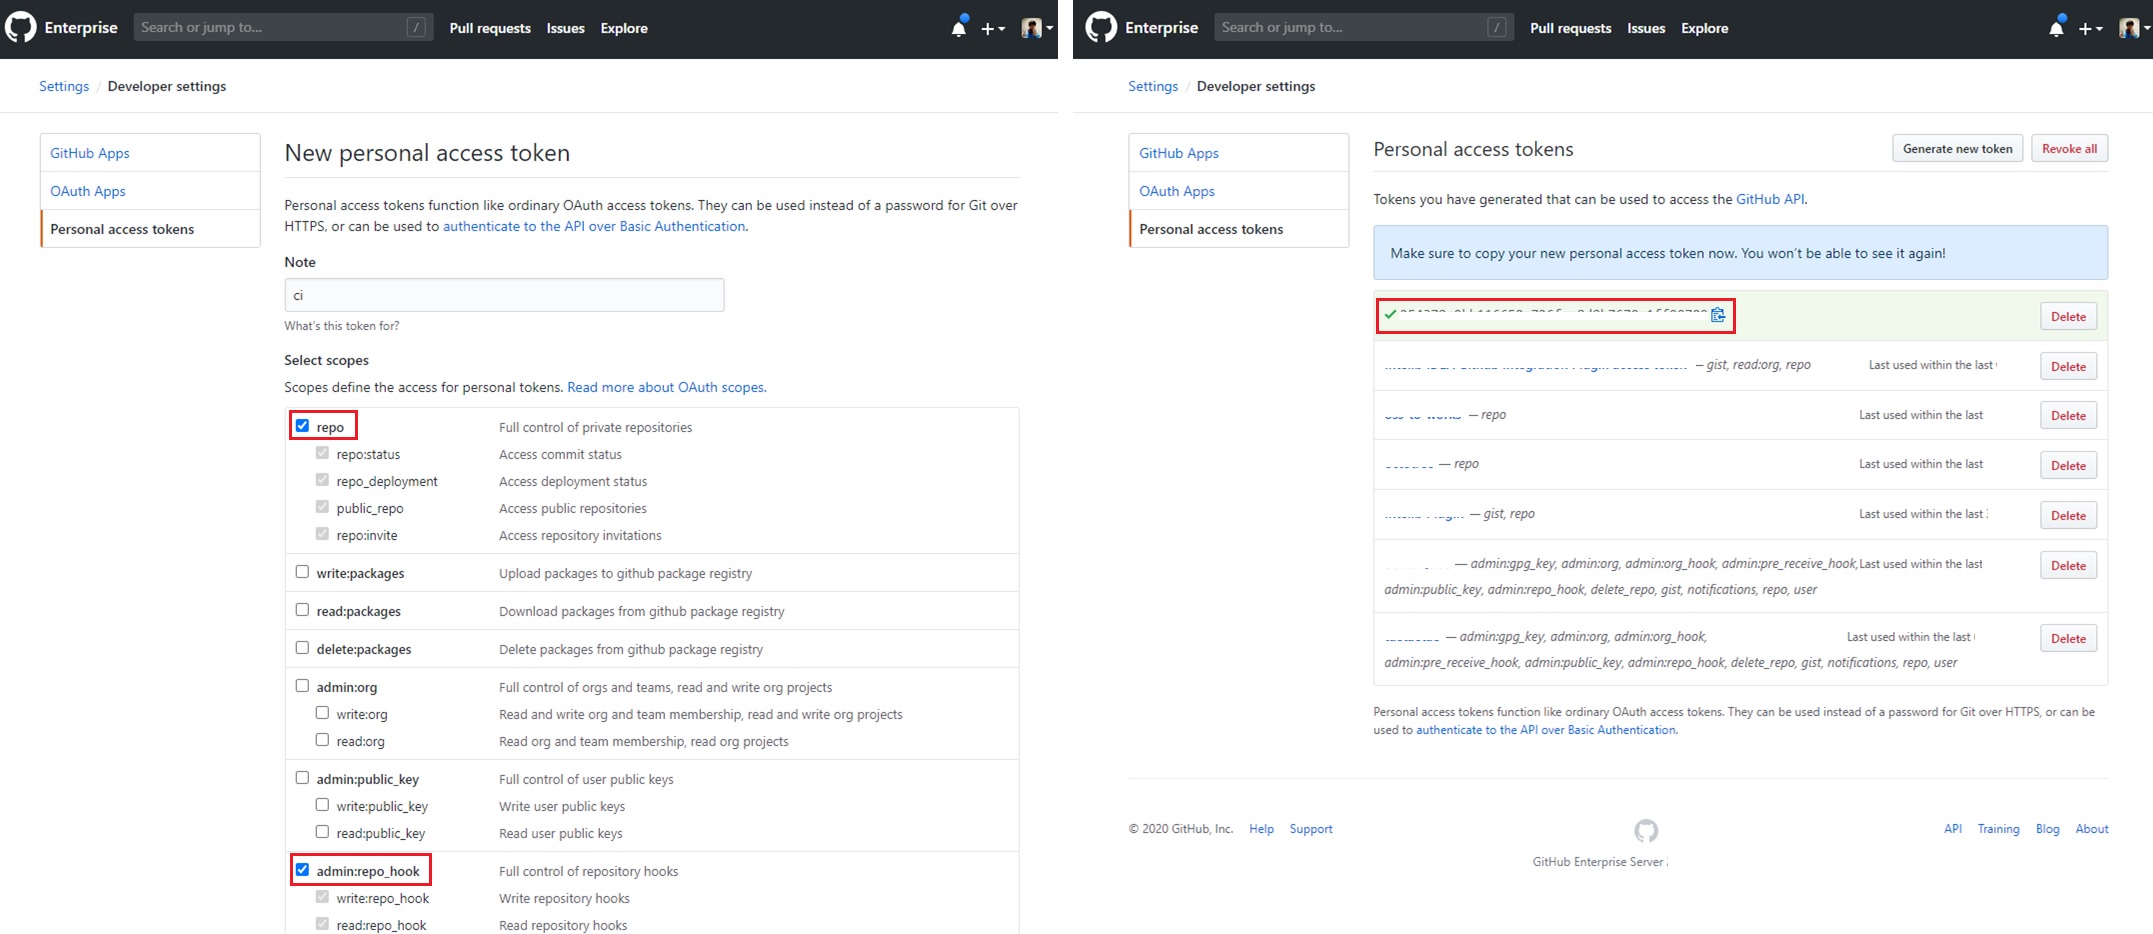 Enterprise
Search or jump to...
/
Pull requests
Issues
Explore
Settings / Developer settings
GitHub Apps
OAuth Apps
Personal access tokens
New personal access token
Personal access tokens function like ordinary OAuth access tokens. They can be used instead of a password for Git over
HTTPS, or can be used to authenticate to the API over Basic Authentication.
Note
ci
What's this token for?
Select scopes
Scopes define the access for personal tokens. Read more about OAuth scopes.
repo Full control of private repositories
repo:status Access commit status
repo_deployment Access deployment status
public_repo Access public repositories
repo:invite Access repository invitations
write:packages Upload packages to github package registry
read:packages Download packages from github package registry
delete:packages Delete packages from github package registry
admin:org Full control of orgs and teams, read and write org projects
write:org Read and write org and team membership, read and write org projects
read:org Read org and team membership, read org projects
admin:public_key Full control of user public keys
write:public_key Write user public keys
read:public_key Read user public keys
admin:repo_hook Full control of repository hooks
write:repo_hook Write repository hooks
read:repo_hook Read repository hooks
Enterprise
Search or jump to...
/
Pull requests
Issues
Explore
Settings / Developer settings
GitHub Apps
OAuth Apps
Personal access tokens
Personal access tokens
Generate new token
Revoke all
Tokens you have generated that can be used to access the GitHub API.
Make sure to copy your new personal access token now. You won't be able to see it again!
Delete
— gist, read:org, repo Last used within the last Delete
— repo Last used within the last Delete
— repo Last used within the last Delete
— gist, repo Last used within the last Delete
— admin:gpg_key, admin:org, admin:org_hook, admin:pre_receive_hook, Last used within the last Delete
admin:public_key, admin:repo_hook, delete_repo, gist, notifications, repo, user
— admin:gpg_key, admin:org, admin:org_hook, Last used within the last Delete
admin:pre_receive_hook, admin:public_key, admin:repo_hook, delete_repo, gist, notifications, repo, user
Personal access tokens function like ordinary OAuth access tokens. They can be used instead of a password for Git over HTTPS, or can be
used to authenticate to the API over Basic Authentication.
© 2020 GitHub, Inc. Help Support
API Training Blog About
GitHub Enterprise Server